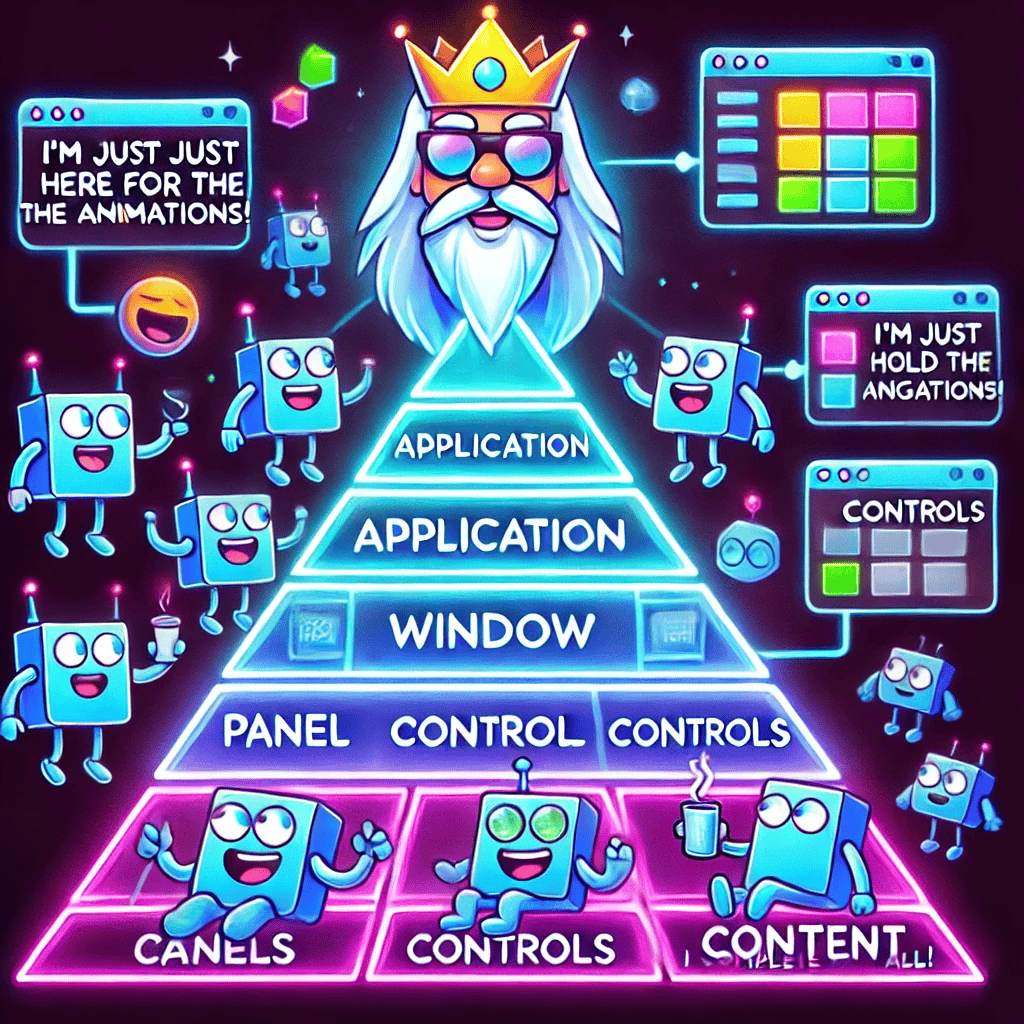 I'M JUST JUST
HERE FOR THE
THE ANIMATIONS!
I'M JUST
HOLD THE
ANGATIONS!
APPLICATION
APPLICATION
CONTROLS
WINDOW
PANEL CONTROL CONTROLS
CANELS CONTROLS CONTENT
ALL!